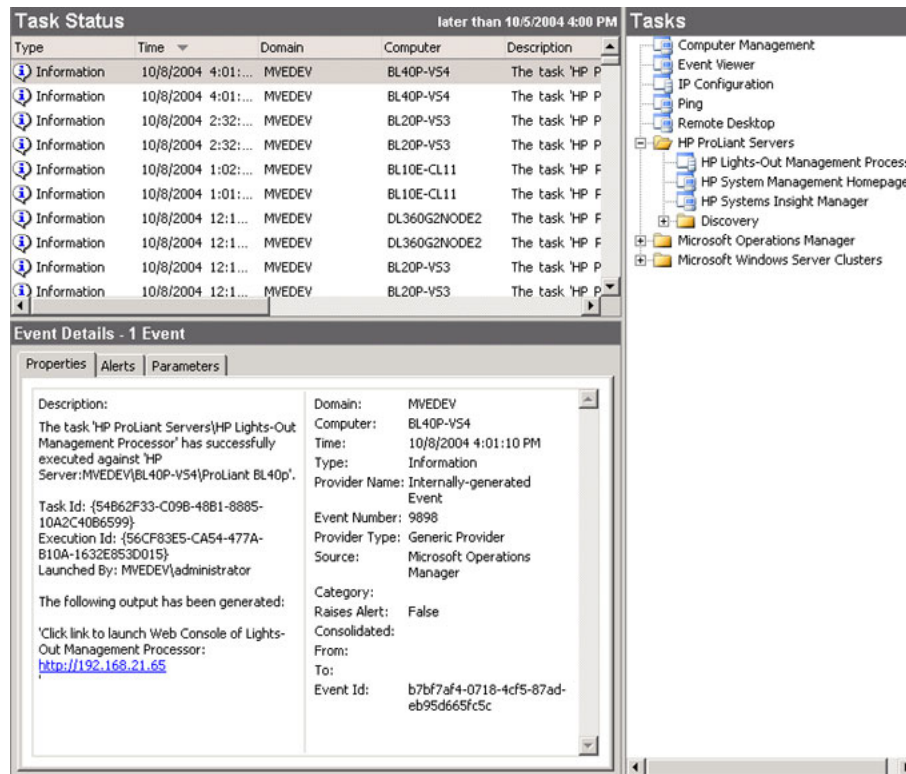 Task Status later than 10/5/2004 4:00 PM
Type Time Domain Computer Description
Information 10/8/2004 4:01:... MVEDEV BL40P-VS4 The task 'HP P
Information 10/8/2004 4:01:... MVEDEV BL40P-VS4 The task 'HP P
Information 10/8/2004 2:32:... MVEDEV BL20P-VS3 The task 'HP P
Information 10/8/2004 2:32:... MVEDEV BL20P-VS3 The task 'HP P
Information 10/8/2004 1:02:... MVEDEV BL10E-CL11 The task 'HP F
Information 10/8/2004 1:01:... MVEDEV BL10E-CL11 The task 'HP F
Information 10/8/2004 12:1... MVEDEV DL360G2NODE2 The task 'HP F
Information 10/8/2004 12:1... MVEDEV DL360G2NODE2 The task 'HP F
Information 10/8/2004 12:1... MVEDEV BL20P-VS3 The task 'HP P
Information 10/8/2004 12:1... MVEDEV BL20P-VS3 The task 'HP P
Event Details - 1 Event
Properties Alerts Parameters
Description:
The task 'HP ProLiant Servers\HP Lights-Out
Management Processor' has successfully
executed against 'HP
Server:MVEDEV\BL40P-VS4\ProLiant BL40p'.
Task Id: {54B62F33-C09B-48B1-8885-
10A2C40B6599}
Execution Id: {56CF83E5-CA54-477A-
B10A-1632E853D015}
Launched By: MVEDEV\administrator
The following output has been generated:
'Click link to launch Web Console of Lights-
Out Management Processor:
http://192.168.21.65
'
Domain: MVEDEV
Computer: BL40P-VS4
Time: 10/8/2004 4:01:10 PM
Type: Information
Provider Name: Internally-generated
Event
Event Number: 9898
Provider Type: Generic Provider
Source: Microsoft Operations
Manager
Category:
Raises Alert: False
Consolidated:
From:
To:
Event Id: b7bf7af4-0718-4cf5-87ad-
eb95d665fc5c
Tasks
Computer Management
Event Viewer
IP Configuration
Ping
Remote Desktop
HP ProLiant Servers
HP Lights-Out Management Process
HP System Management Homepage
HP Systems Insight Manager
Discovery
Microsoft Operations Manager
Microsoft Windows Server Clusters